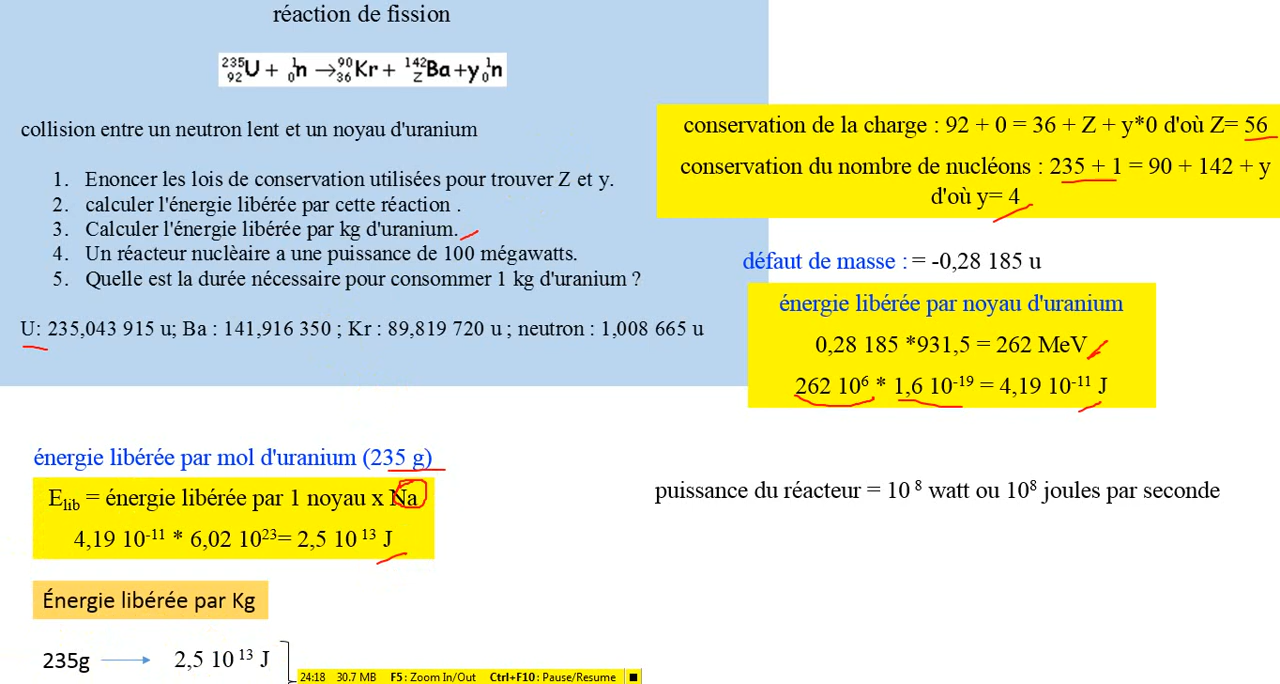 réaction de fission
²³⁵₉₂U + ¹₀n → ⁹⁰₃₆Kr + ¹⁴²_ZBa + y¹₀n
collision entre un neutron lent et un noyau d'uranium
1. Enoncer les lois de conservation utilisées pour trouver Z et y.
2. calculer l'énergie libérée par cette réaction .
3. Calculer l'énergie libérée par kg d'uranium.
4. Un réacteur nuclèaire a une puissance de 100 mégawatts.
5. Quelle est la durée nécessaire pour consommer 1 kg d'uranium ?
U: 235,043 915 u; Ba : 141,916 350 ; Kr : 89,819 720 u ; neutron : 1,008 665 u
conservation de la charge : 92 + 0 = 36 + Z + y*0 d'où Z= 56
conservation du nombre de nucléons : 235 + 1 = 90 + 142 + y
d'où y= 4
défaut de masse : = -0,28 185 u
énergie libérée par noyau d'uranium
0,28 185 *931,5 = 262 MeV
262 10⁶ * 1,6 10⁻¹⁹ = 4,19 10⁻¹¹ J
énergie libérée par mol d'uranium (235 g)
E_lib = énergie libérée par 1 noyau x Na
4,19 10⁻¹¹ * 6,02 10²³= 2,5 10 ¹³ J
puissance du réacteur = 10 ⁸ watt ou 10⁸ joules par seconde
Énergie libérée par Kg
235g → 2,5 10 ¹³ J
24:18 30.7 MB F5 : Zoom In/Out Ctrl+F10 : Pause/Resume